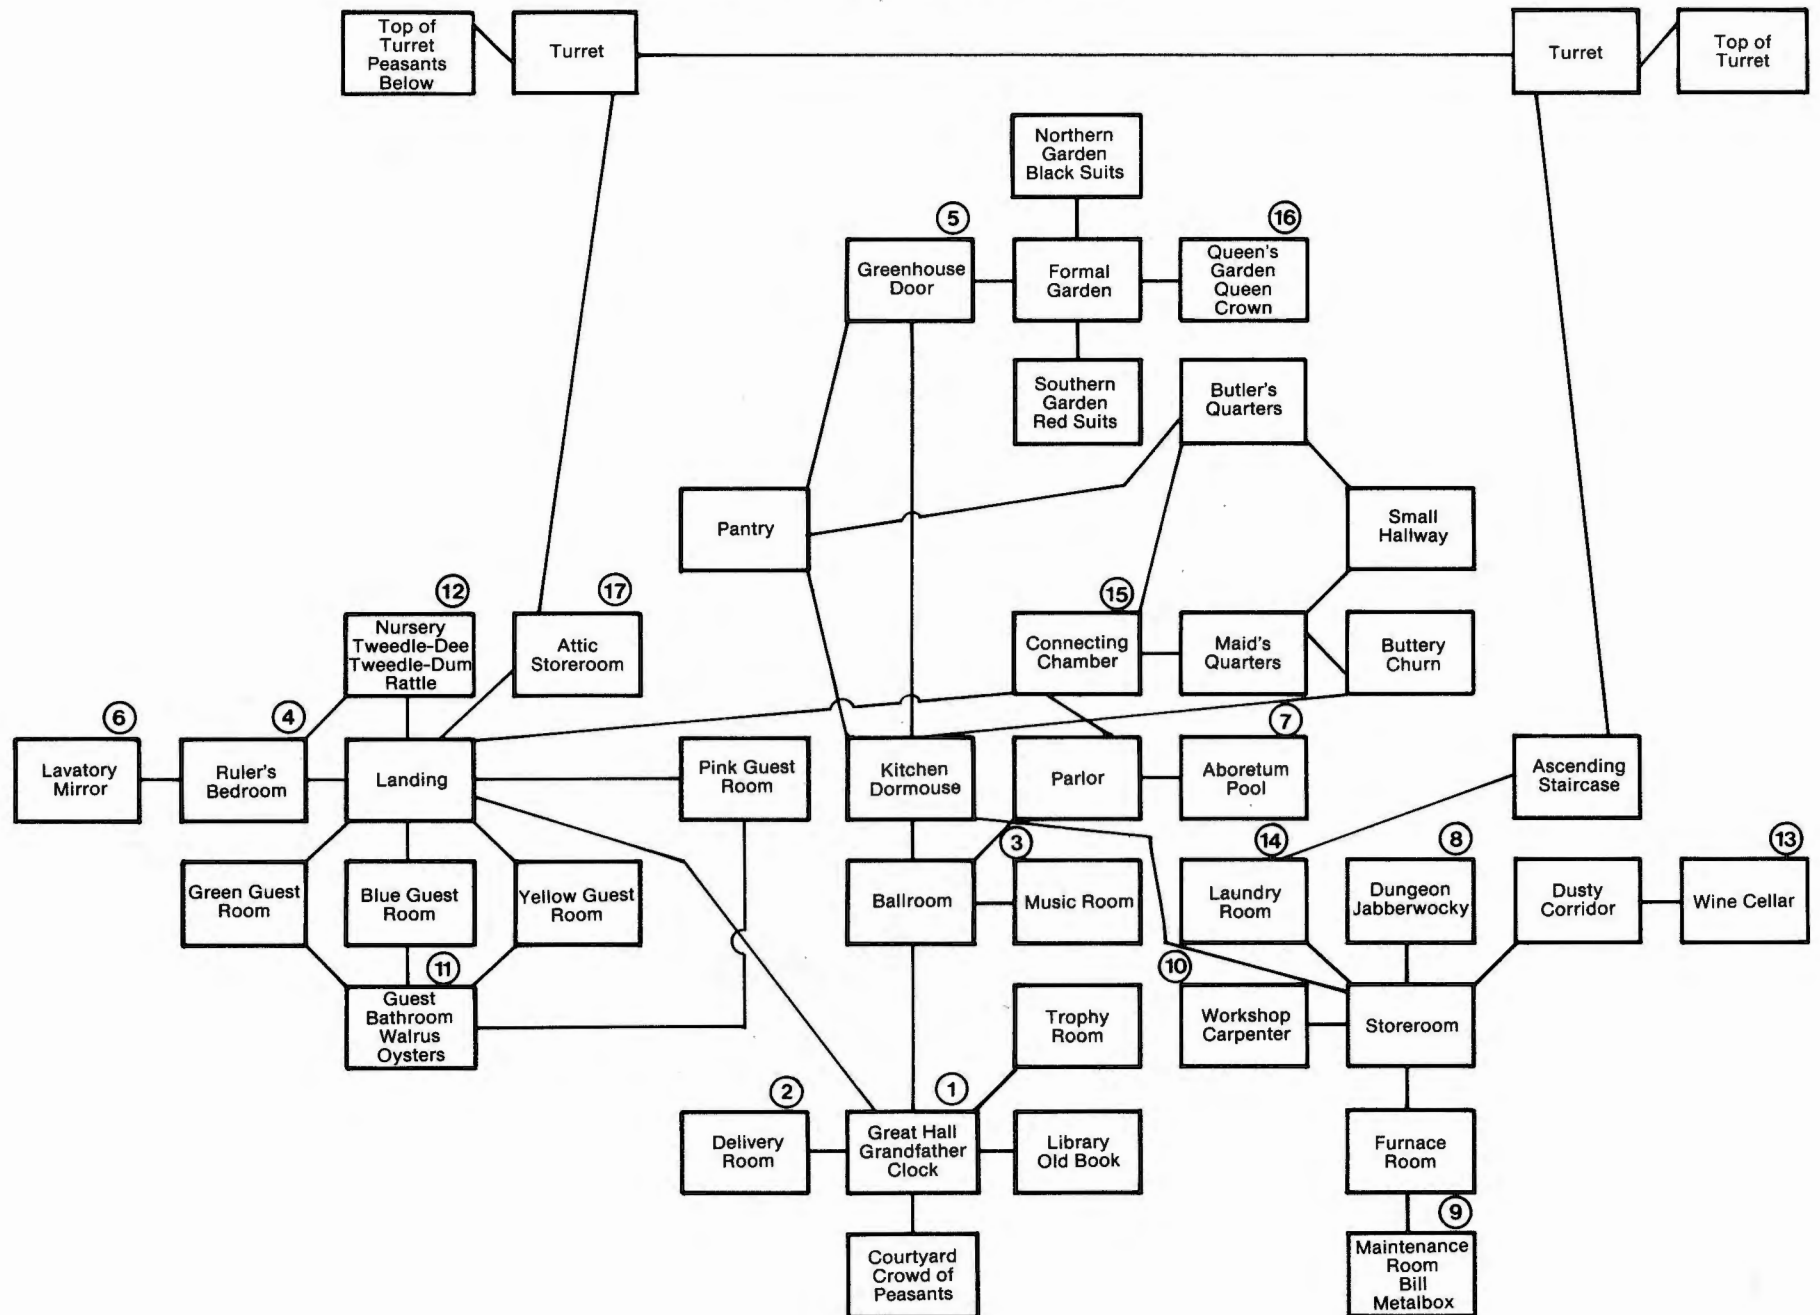 Top of
Turret
Peasants
Below
Turret
Turret
Top of
Turret
Northern
Garden
Black Suits
5
16
Greenhouse
Door
Formal
Garden
Queen's
Garden
Queen
Crown
Southern
Garden
Red Suits
Butler's
Quarters
Pantry
Small
Hallway
12
17
15
Nursery
Tweedle-Dee
Tweedle-Dum
Rattle
Attic
Storeroom
Connecting
Chamber
Maid's
Quarters
Buttery
Churn
6
4
7
Lavatory
Mirror
Ruler's
Bedroom
Landing
Pink Guest
Room
Kitchen
Dormouse
Parlor
Aboretum
Pool
Ascending
Staircase
3
14
8
13
Green Guest
Room
Blue Guest
Room
Yellow Guest
Room
Ballroom
Music Room
Laundry
Room
Dungeon
Jabberwocky
Dusty
Corridor
Wine Cellar
11
10
Guest
Bathroom
Walrus
Oysters
Trophy
Room
Workshop
Carpenter
Storeroom
2
1
Delivery
Room
Great Hall
Grandfather
Clock
Library
Old Book
Furnace
Room
9
Courtyard
Crowd of
Peasants
Maintenance
Room
Bill
Metalbox